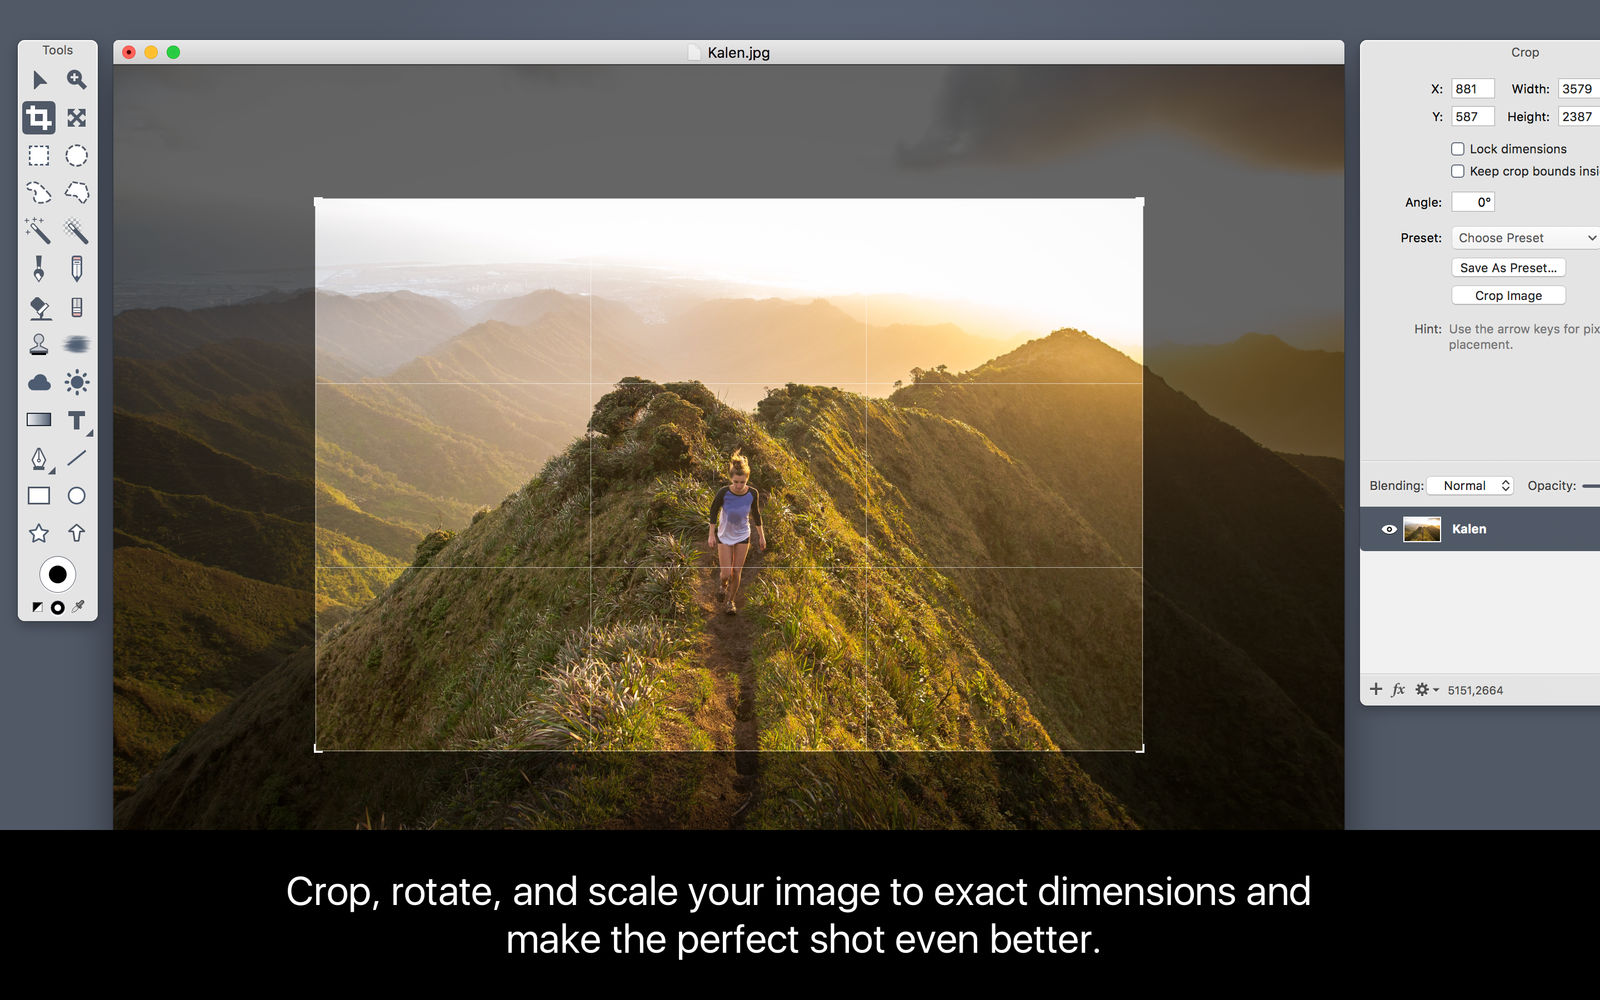 Tools
Kalen.jpg
T
Crop
X: 881 Width: 3579
Y: 587 Height: 2387
Lock dimensions
Keep crop bounds insi
Angle: 0°
Preset: Choose Preset
Save As Preset...
Crop Image
Hint: Use the arrow keys for pix
placement.
Blending: Normal Opacity:
Kalen
fx 5151,2664
Crop, rotate, and scale your image to exact dimensions and
make the perfect shot even better.